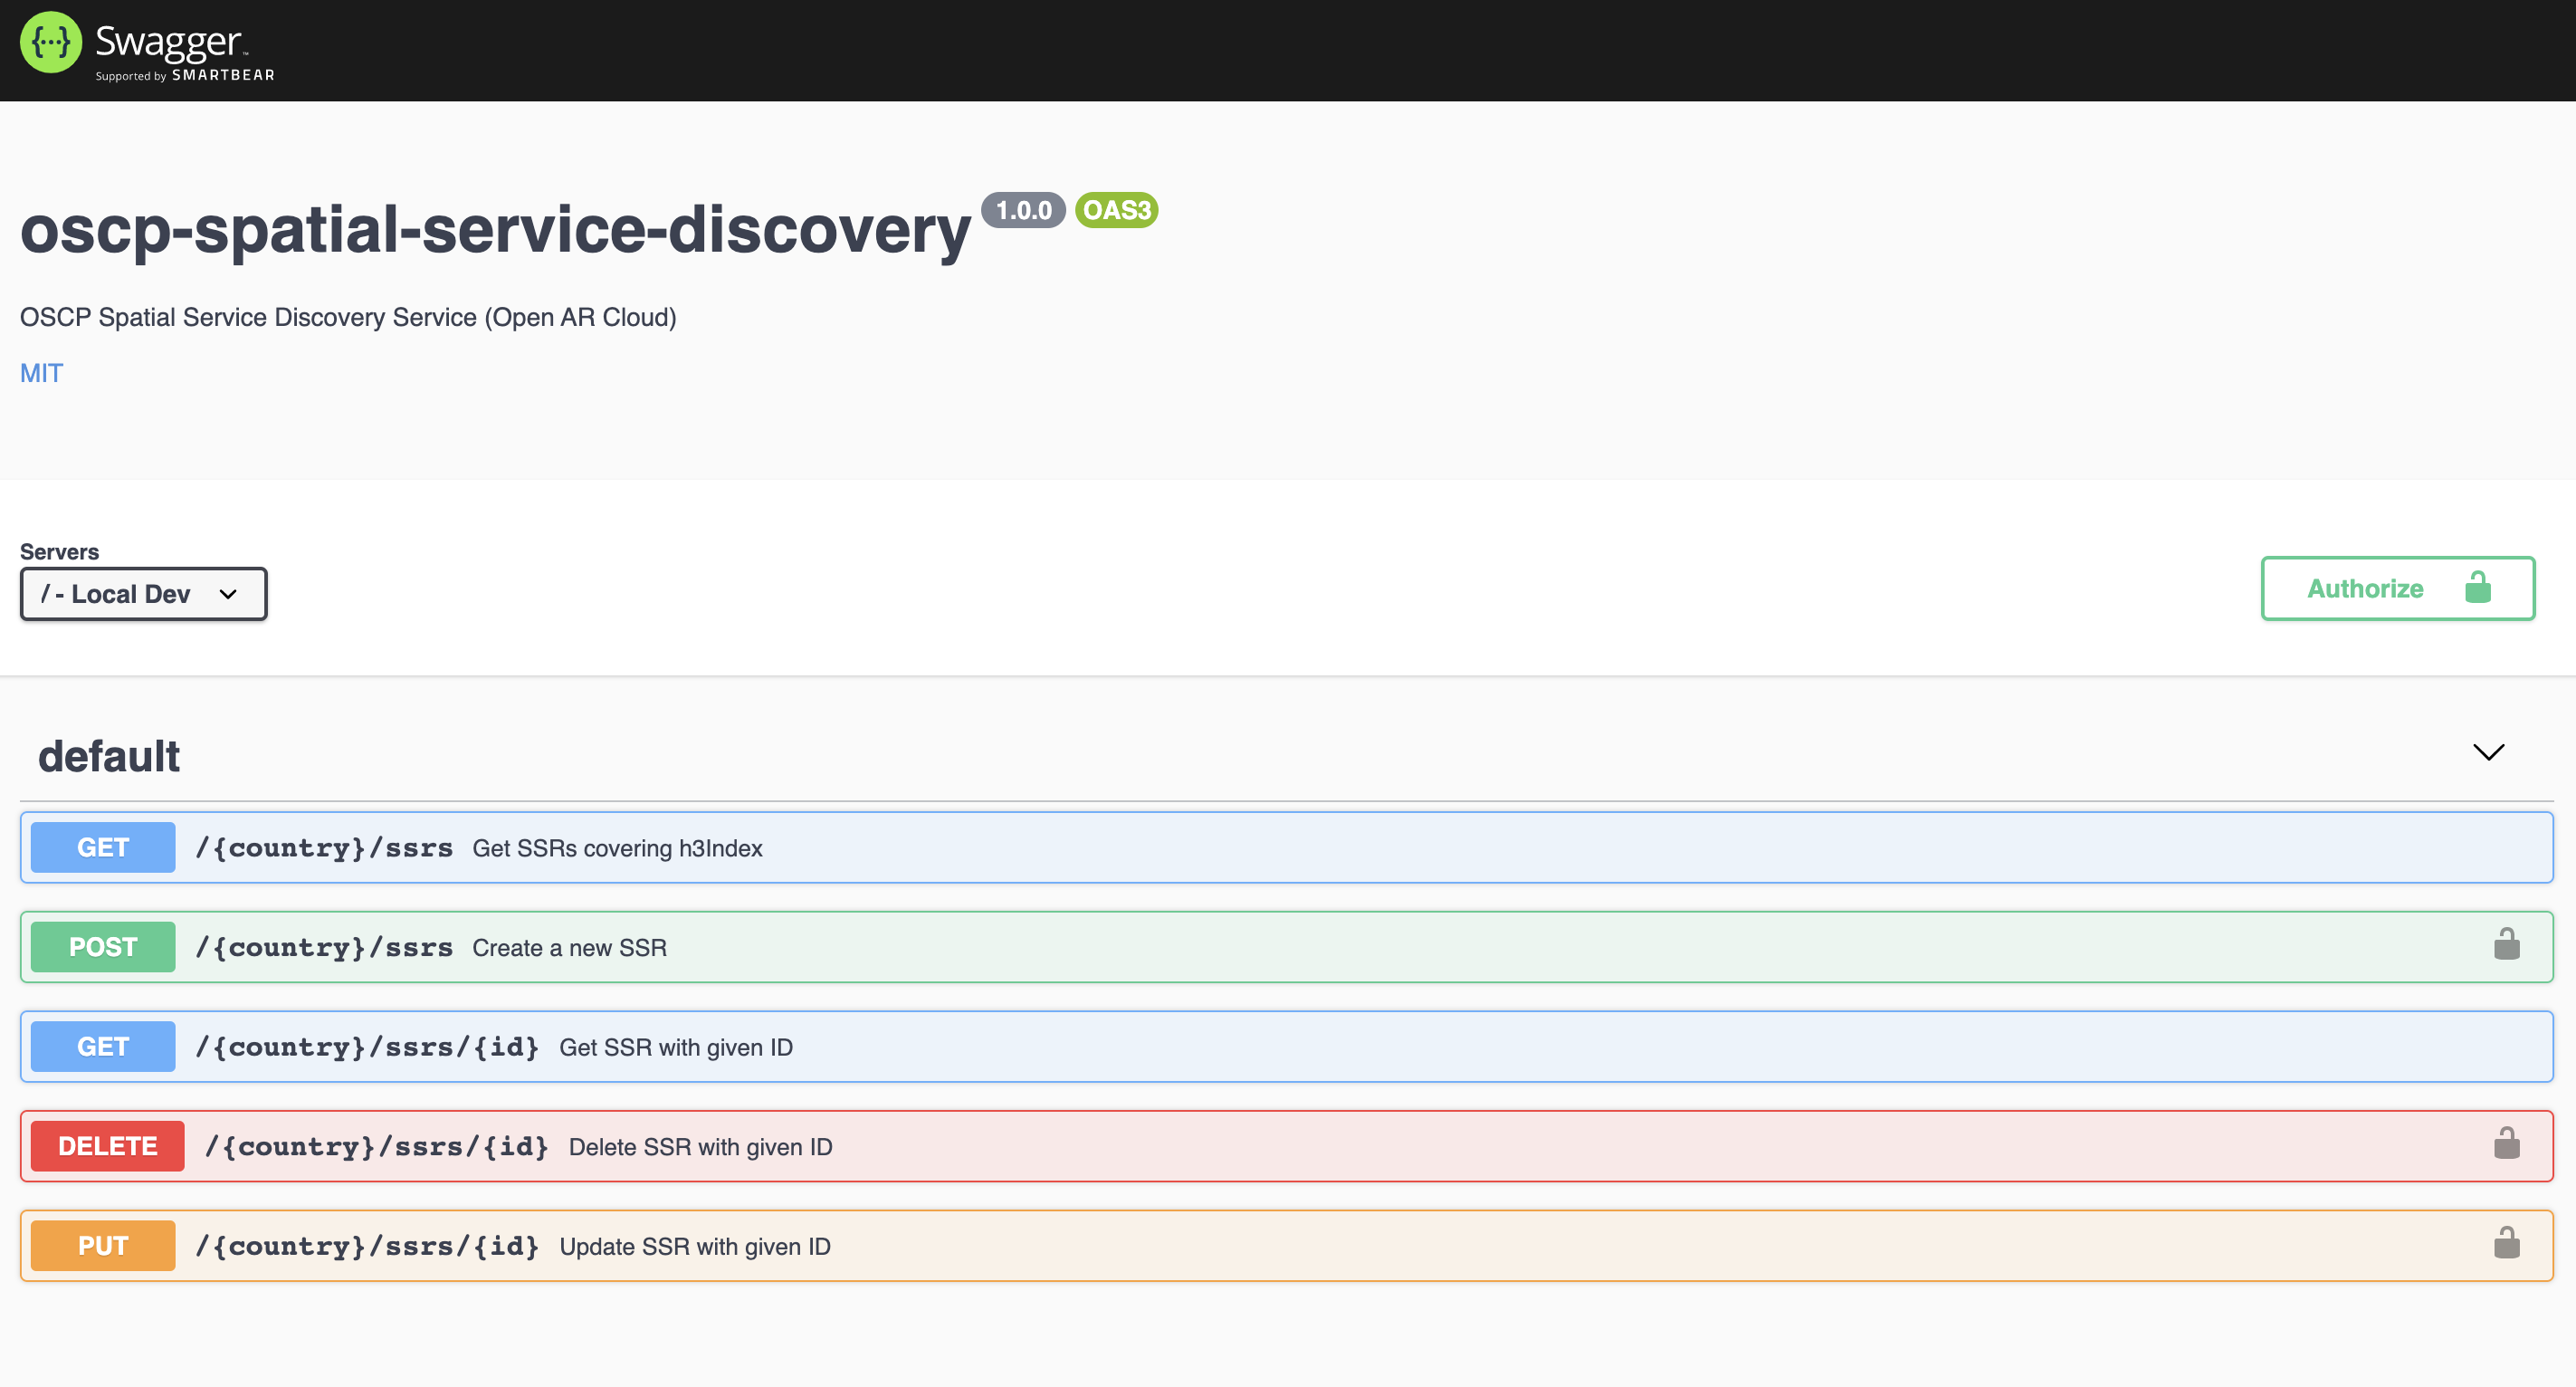 {···} Swagger™
Supported by SMARTBEAR
oscp-spatial-service-discovery 1.0.0 OAS3
OSCP Spatial Service Discovery Service (Open AR Cloud)
MIT
Servers
/ - Local Dev
Authorize
default
GET /{country}/ssrs Get SSRs covering h3Index
POST /{country}/ssrs Create a new SSR
GET /{country}/ssrs/{id} Get SSR with given ID
DELETE /{country}/ssrs/{id} Delete SSR with given ID
PUT /{country}/ssrs/{id} Update SSR with given ID